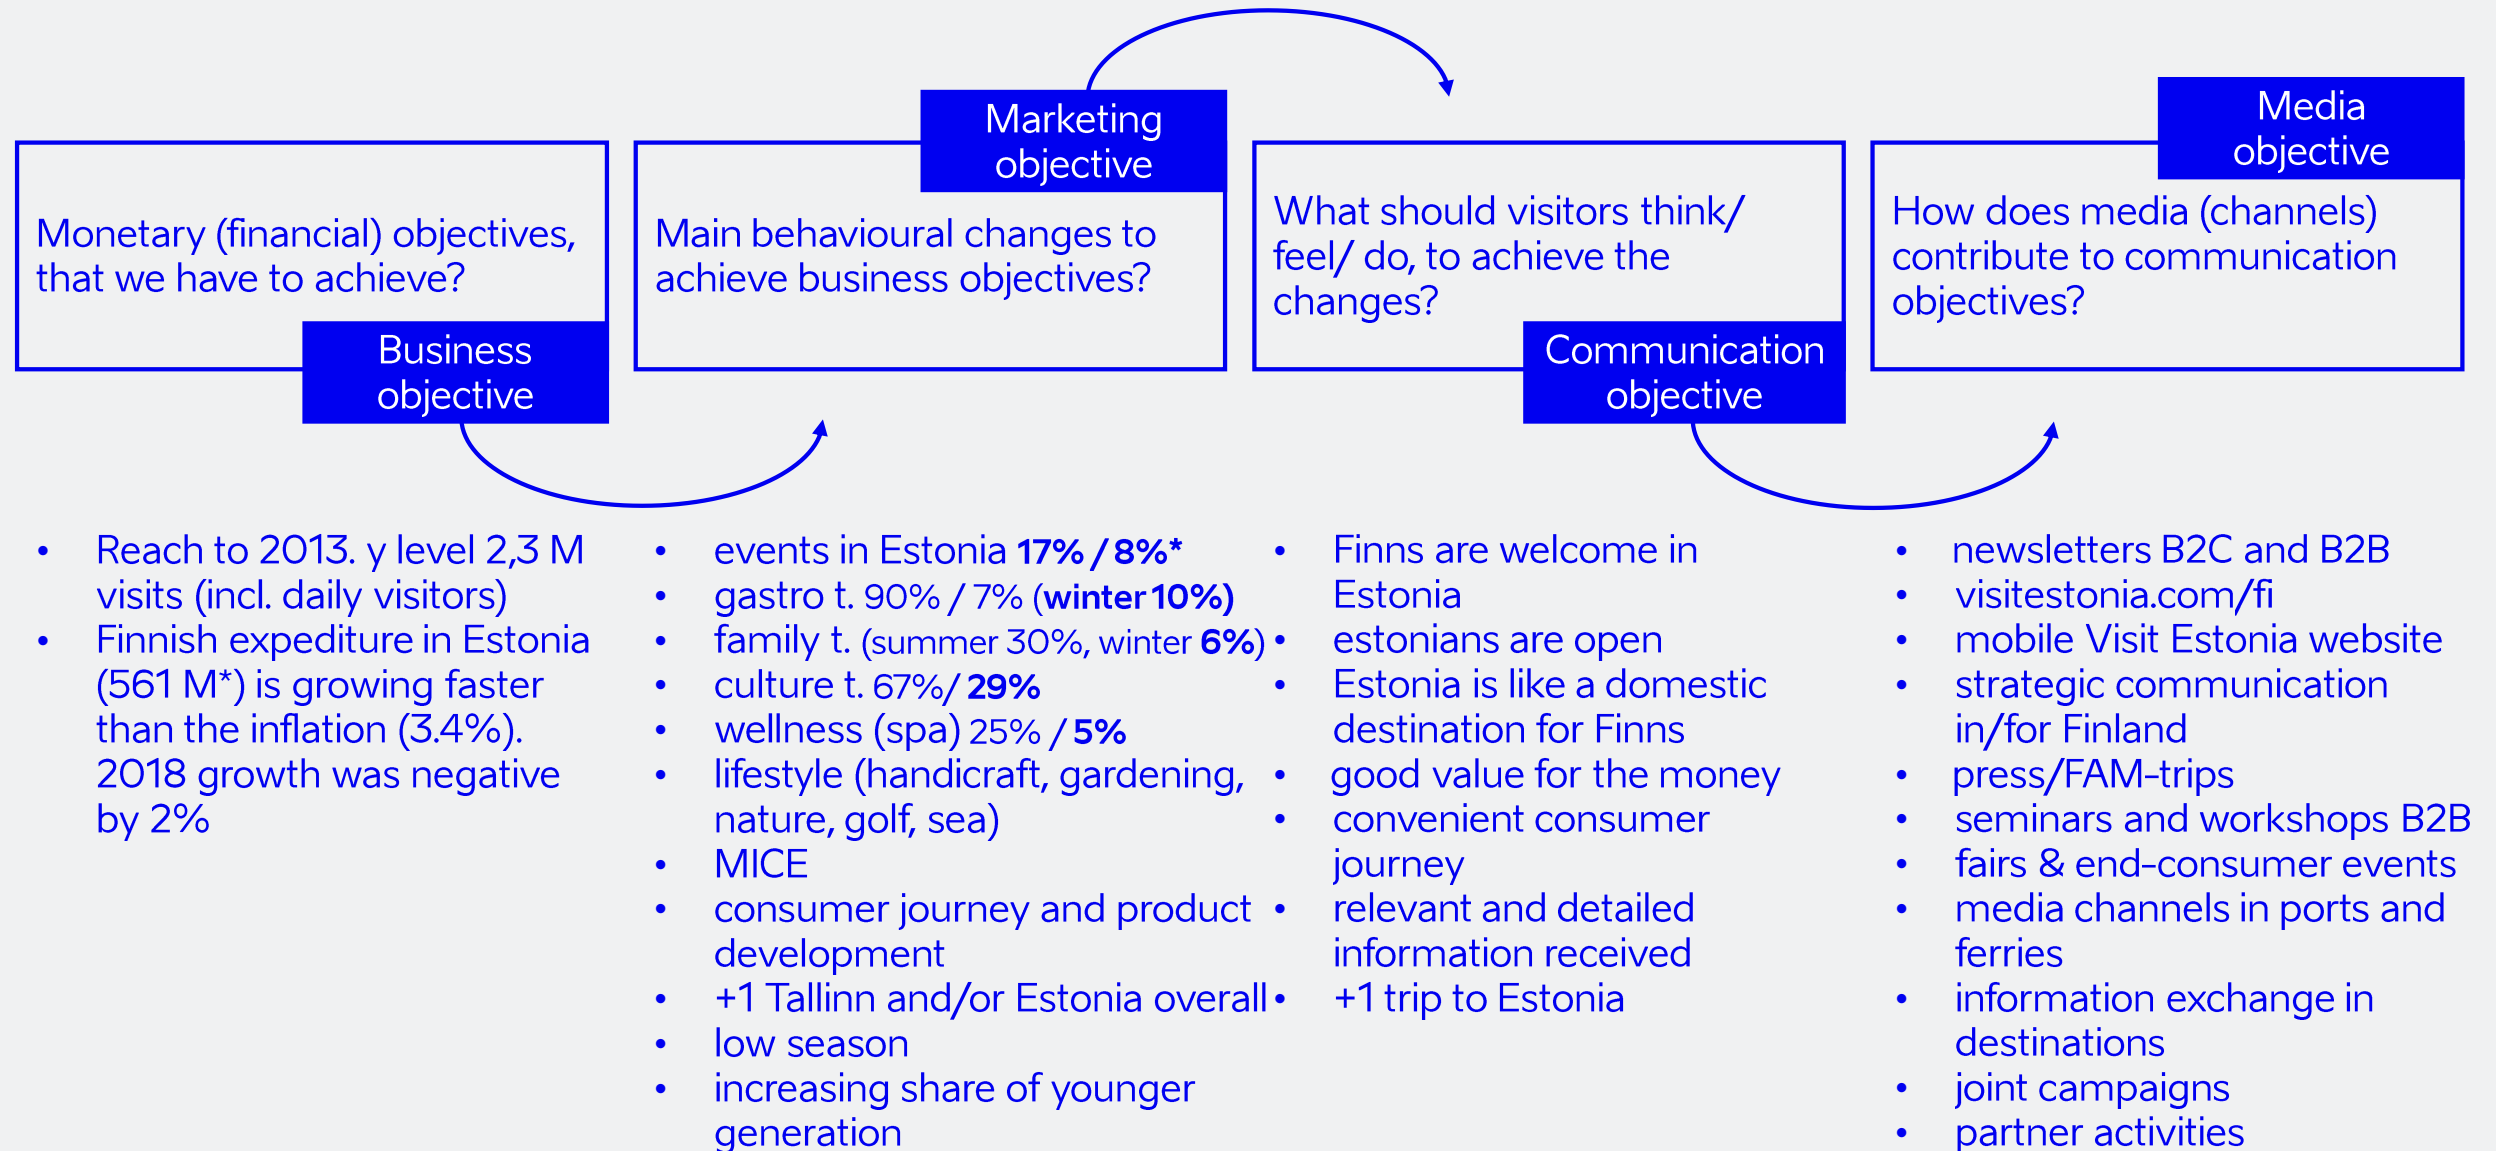 Monetary (financial) objectives,
that we have to achieve?
Business
objective
Marketing
objective
Main behavioural changes to
achieve business objectives?
What should visitors think/
feel/ do, to achieve the
changes?
Communication
objective
Media
objective
How does media (channels)
contribute to communication
objectives?
• Reach to 2013. y level 2,3 M
visits (incl. daily visitors)
• Finnish expediture in Estonia
(561 M*) is growing faster
than the inflation (3.4%).
2018 growth was negative
by 2%
• events in Estonia 17% / 8%*
• gastro t. 90% / 7% (winter 10%)
• family t. (summer 30%, winter 6%)
• culture t. 67%/ 29%
• wellness (spa) 25% / 5%
• lifestyle (handicraft, gardening,
nature, golf, sea)
• MICE
• consumer journey and product
development
• +1 Tallinn and/or Estonia overall
• low season
• increasing share of younger
generation
• Finns are welcome in
Estonia
• estonians are open
• Estonia is like a domestic
destination for Finns
• good value for the money
• convenient consumer
journey
• relevant and detailed
information received
• +1 trip to Estonia
• newsletters B2C and B2B
• visitestonia.com/fi
• mobile Visit Estonia website
• strategic communication
in/for Finland
• press/FAM-trips
• seminars and workshops B2B
• fairs & end-consumer events
• media channels in ports and
ferries
• information exchange in
destinations
• joint campaigns
• partner activities